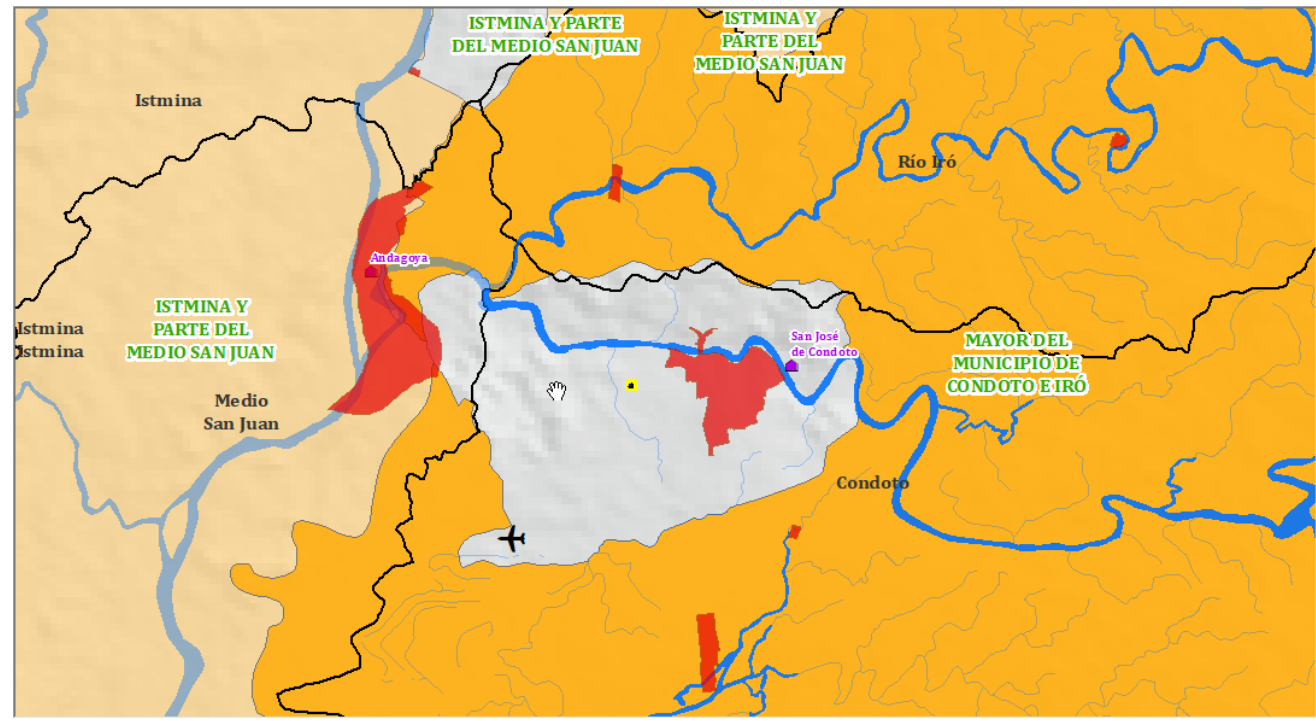 ISTMINA Y PARTE
DEL MEDIO SAN JUAN
ISTMINA Y
PARTE DEL
MEDIO SAN JUAN
Istmina
Río Iró
Andagoya
ISTMINA Y
PARTE DEL
MEDIO SAN JUAN
Istmina
Istmina
San José
de Condoto
MAYOR DEL
MUNICIPIO DE
CONDOTO E IRÓ
Medio
San Juan
Condoto